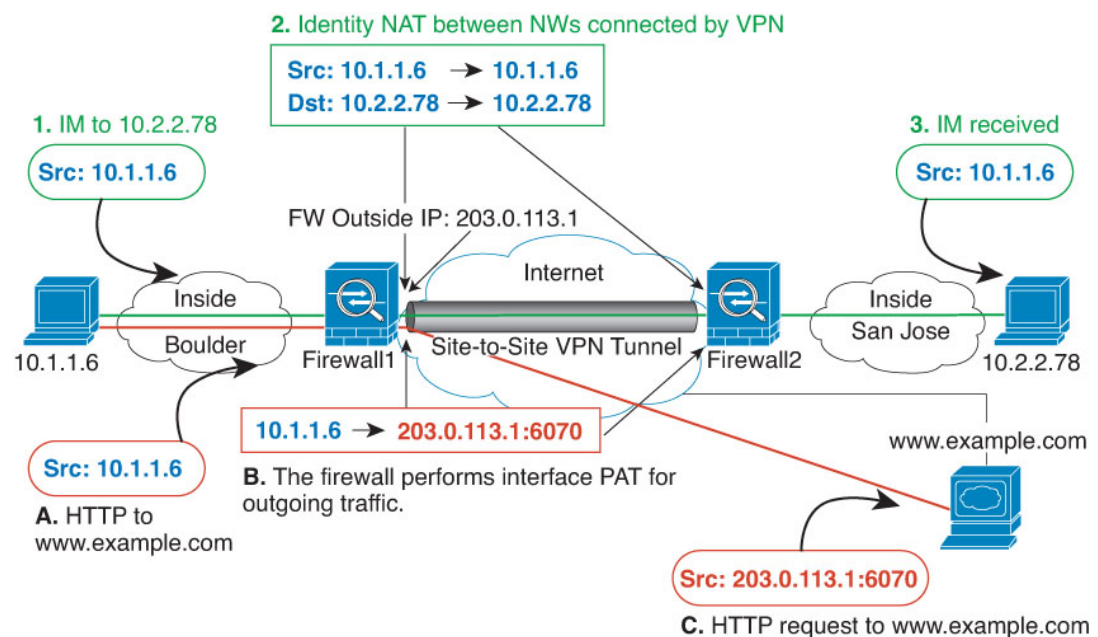 2. Identity NAT between NWs connected by VPN
Src: 10.1.1.6 → 10.1.1.6
Dst: 10.2.2.78 → 10.2.2.78
1. IM to 10.2.2.78
Src: 10.1.1.6
3. IM received
Src: 10.1.1.6
FW Outside IP: 203.0.113.1
Internet
Inside
Boulder
Inside
San Jose
10.1.1.6
Firewall1
Site-to-Site VPN Tunnel
Firewall2
10.2.2.78
10.1.1.6 → 203.0.113.1:6070
B. The firewall performs interface PAT for
outgoing traffic.
Src: 10.1.1.6
A. HTTP to
www.example.com
www.example.com
Src: 203.0.113.1:6070
C. HTTP request to www.example.com